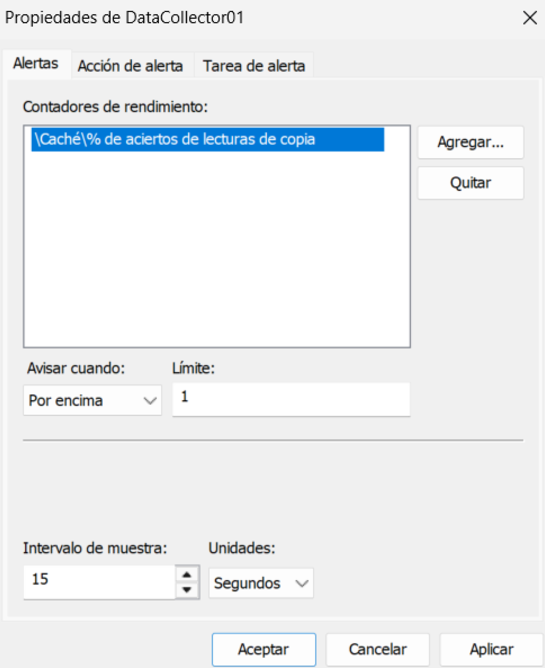 Propiedades de DataCollector01
Alertas Acción de alerta Tarea de alerta
Contadores de rendimiento:
\Caché\% de aciertos de lecturas de copia
Agregar...
Quitar
Avisar cuando: Límite:
Por encima 1
Intervalo de muestra: Unidades:
15 Segundos
Aceptar Cancelar Aplicar